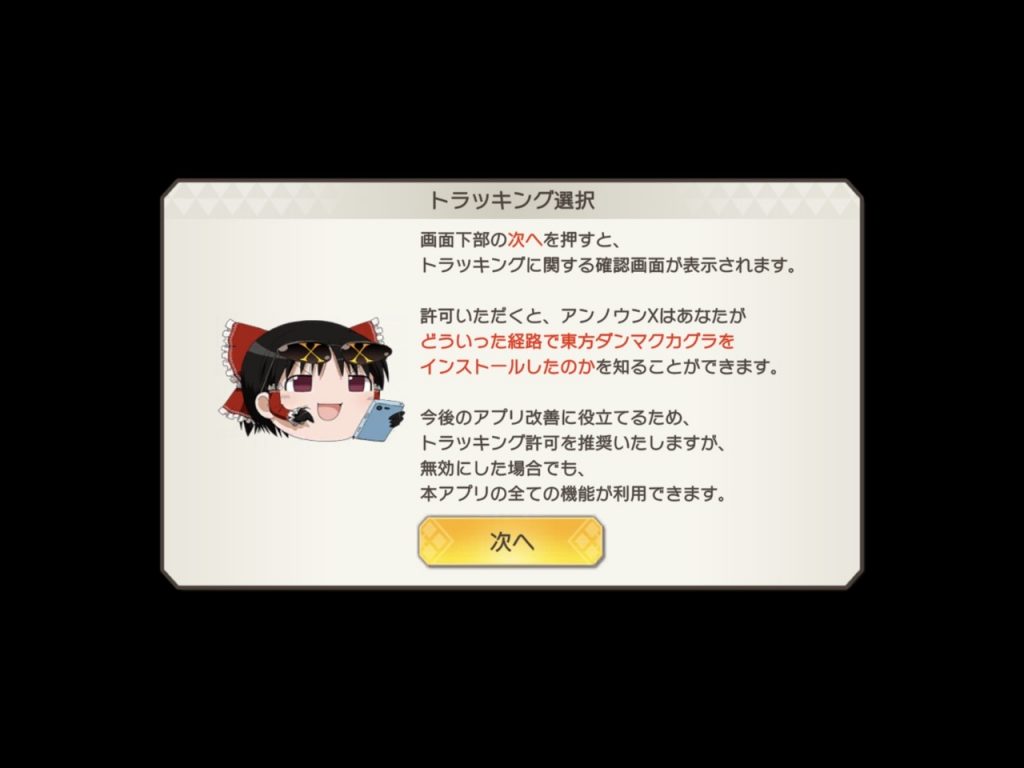 トラッキング選択
画面下部の次へを押すと、
トラッキングに関する確認画面が表示されます。
許可いただくと、アンノウンXはあなたが
どういった経路で東方ダンマクカグラを
インストールしたのかを知ることができます。
今後のアプリ改善に役立てるため、
トラッキング許可を推奨いたしますが、
無効にした場合でも、
本アプリの全ての機能が利用できます。
次へ